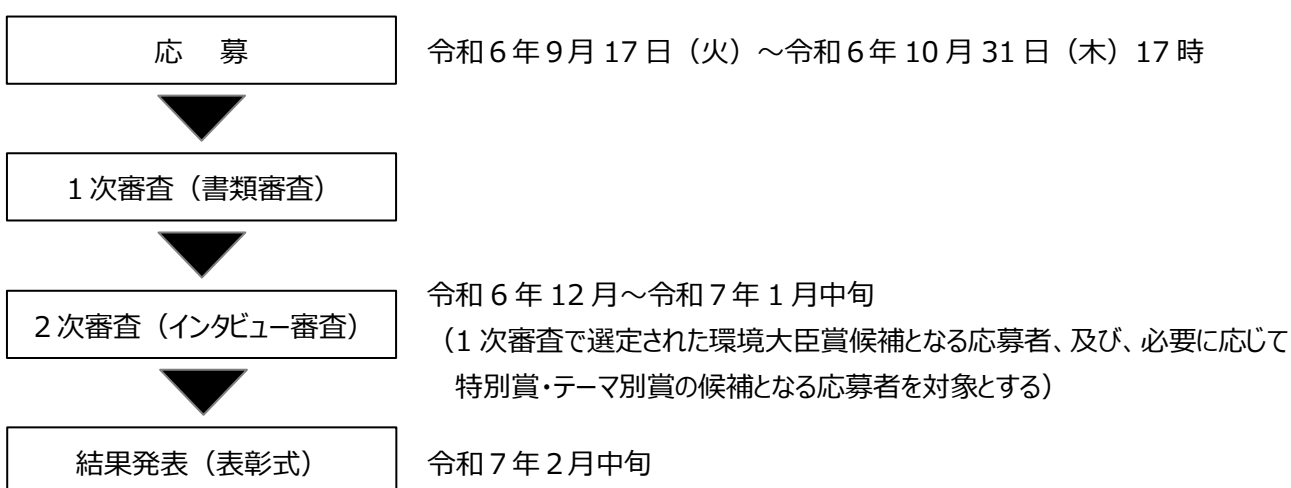 応　募
令和６年９月 17 日（火）～令和６年 10 月 31 日（木）17 時
１次審査（書類審査）
令和 6 年 12 月～令和７年 1 月中旬
２次審査（インタビュー審査）
（1 次審査で選定された環境大臣賞候補となる応募者、及び、必要に応じて
特別賞・テーマ別賞の候補となる応募者を対象とする）
結果発表（表彰式）
令和７年２月中旬